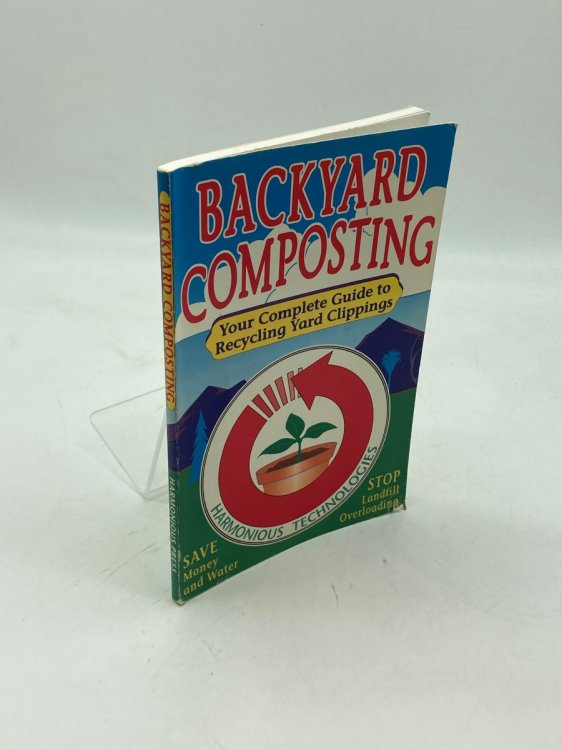 BACKYARD
COMPOSTING
Your Complete Guide to
Recycling Yard Clippings
HARMONIOUS TECHNOLOGIES
STOP
Landfill
Overloading
SAVE
Money
and Water
BACKYARD COMPOSTING
HARMONIOUS PRESS